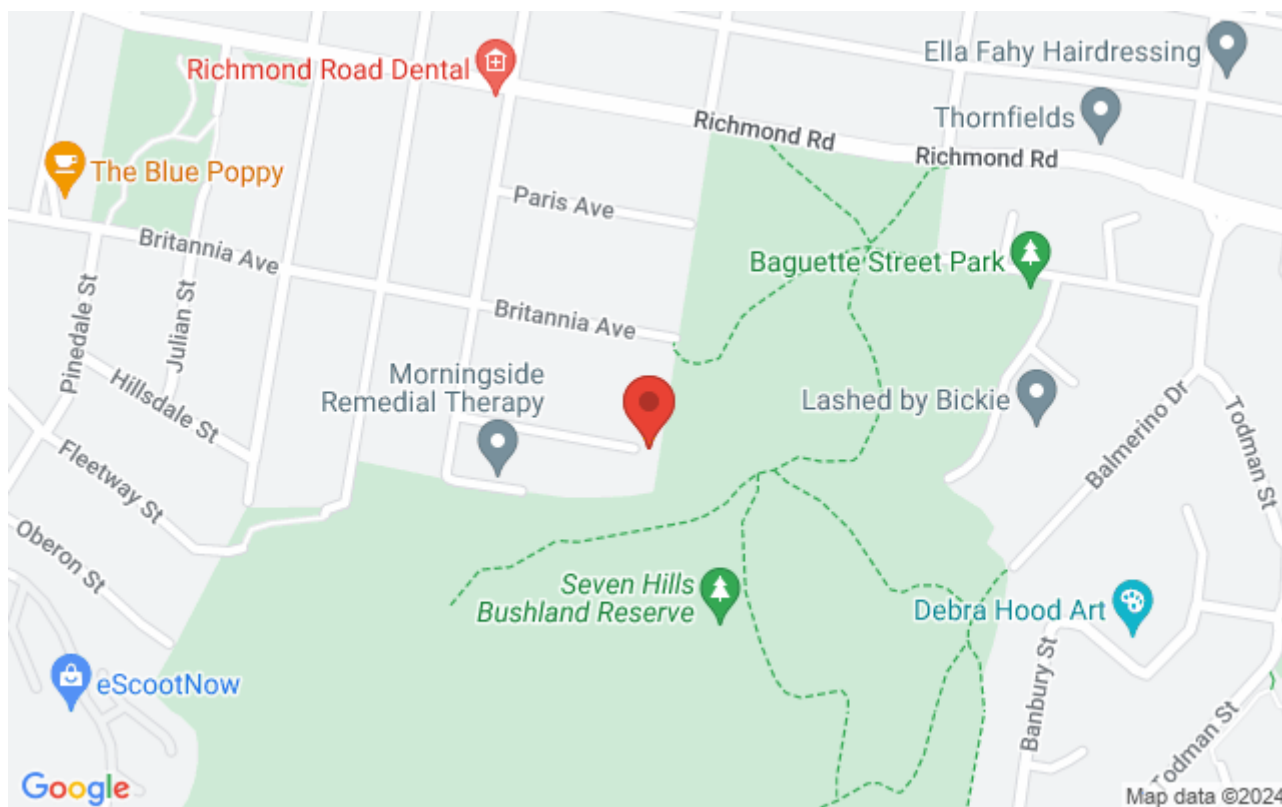 Ella Fahy Hairdressing
Richmond Road Dental
Thornfields
Richmond Rd
Richmond Rd
The Blue Poppy
Paris Ave
Britannia Ave
Baguette Street Park
Pinedale St
Julian St
Britannia Ave
Morningside
Remedial Therapy
Hillsdale St
Lashed by Bickie
Balmerino Dr
Todman St
Fleetway St
Oberon St
Seven Hills
Bushland Reserve
Debra Hood Art
eScootNow
Banbury St
Todman St
Google
Map data ©2024